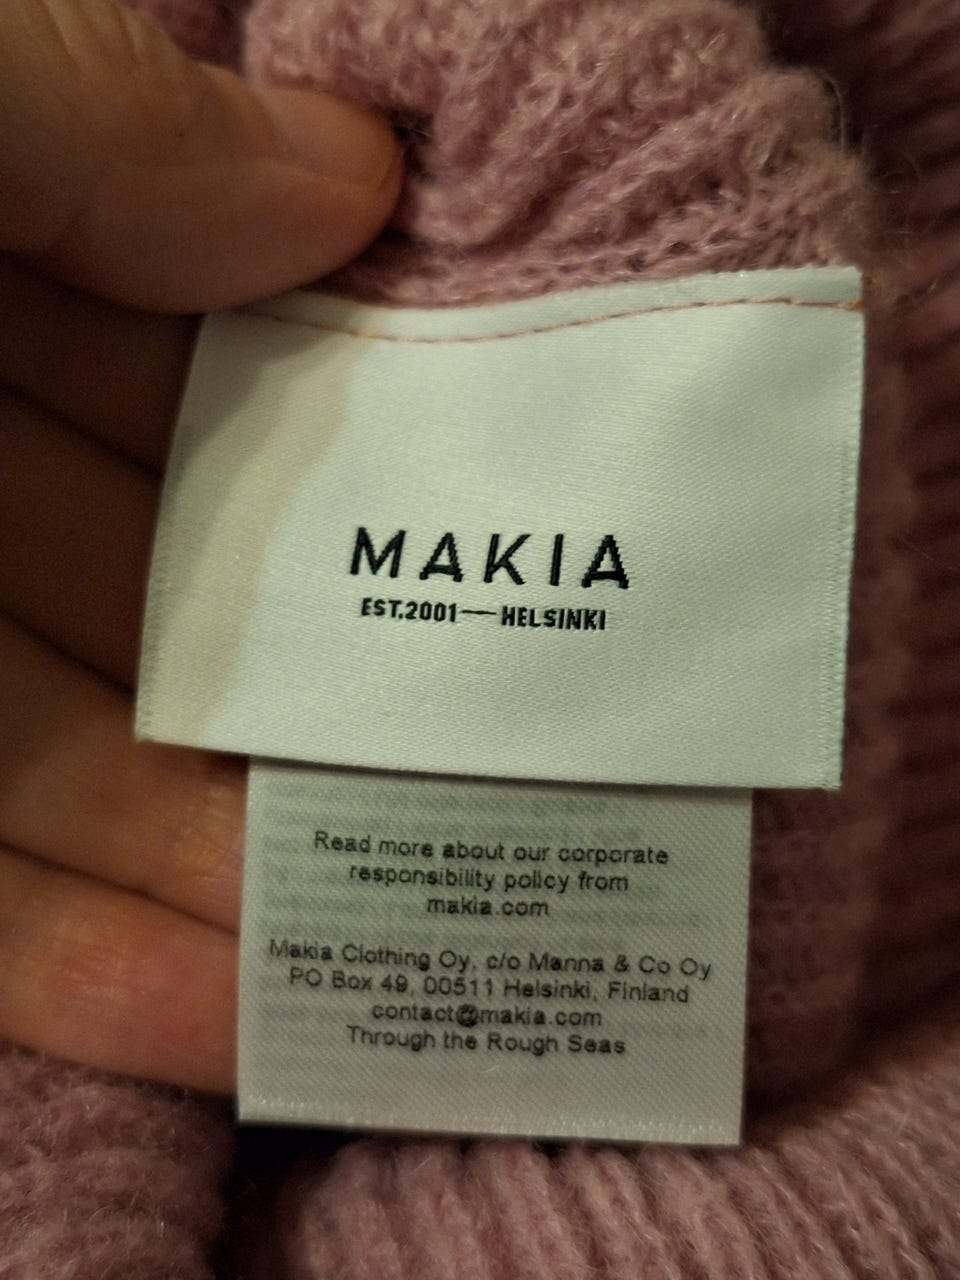 MAKIA
EST.2001—HELSINKI
Read more about our corporate
responsibility policy from
makia.com
Makia Clothing Oy, c/o Manna & Co Oy
PO Box 49, 00511 Helsinki, Finland
contact@makia.com
Through the Rough Seas